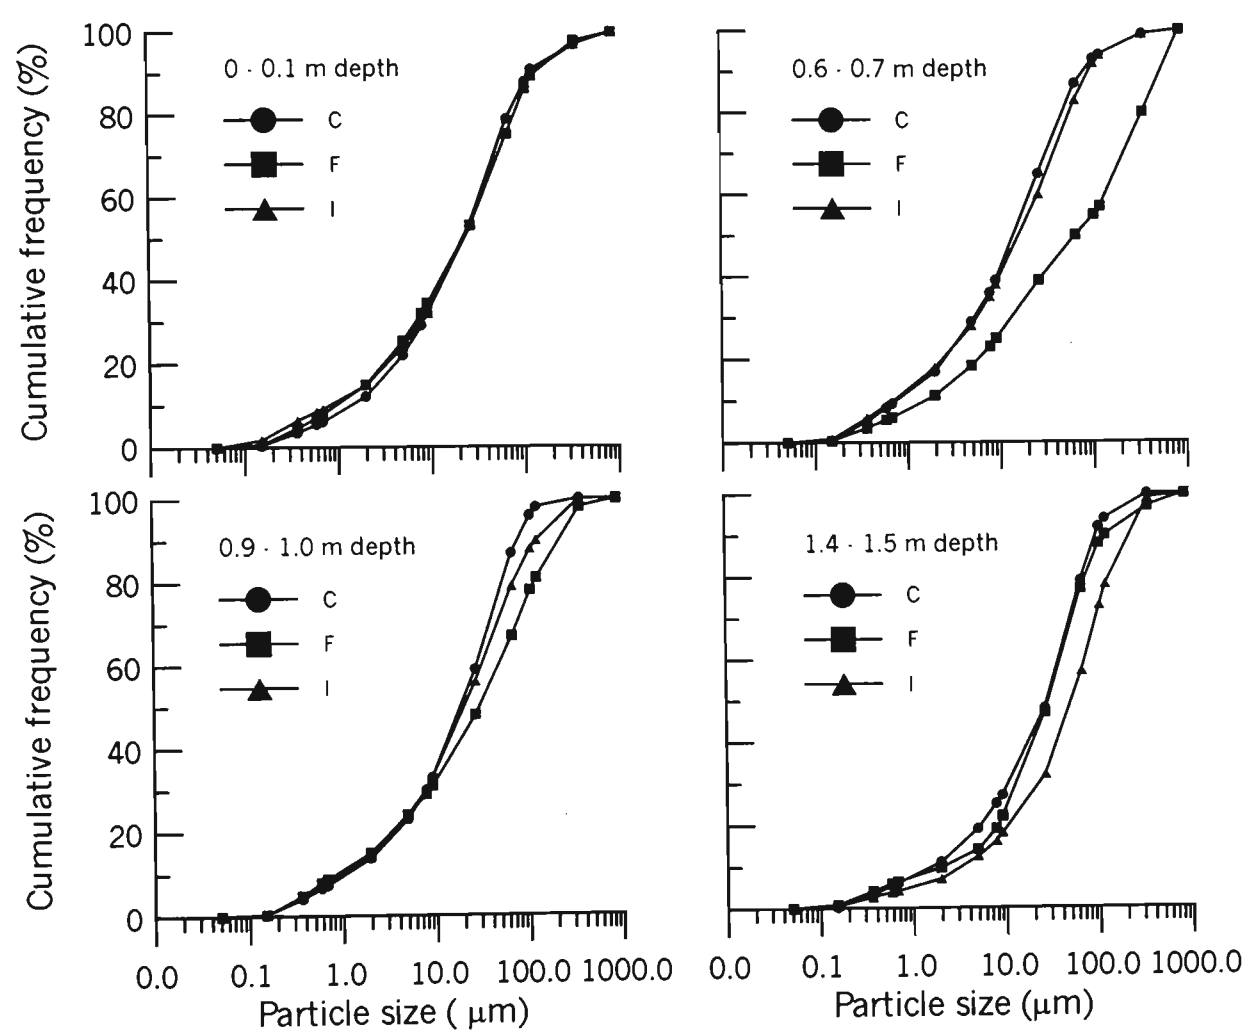 Cumulative frequency (%)
100
80
60
40
20
0
0 - 0.1 m depth
C
F
I
0.6 - 0.7 m depth
C
F
I
Cumulative frequency (%)
100
80
60
40
20
0
0.9 - 1.0 m depth
C
F
I
0.0 0.1 1.0 10.0 100.0 1000.0
Particle size ( μm)
1.4 - 1.5 m depth
C
F
I
0.0 0.1 1.0 10.0 100.0 1000.0
Particle size (μm)